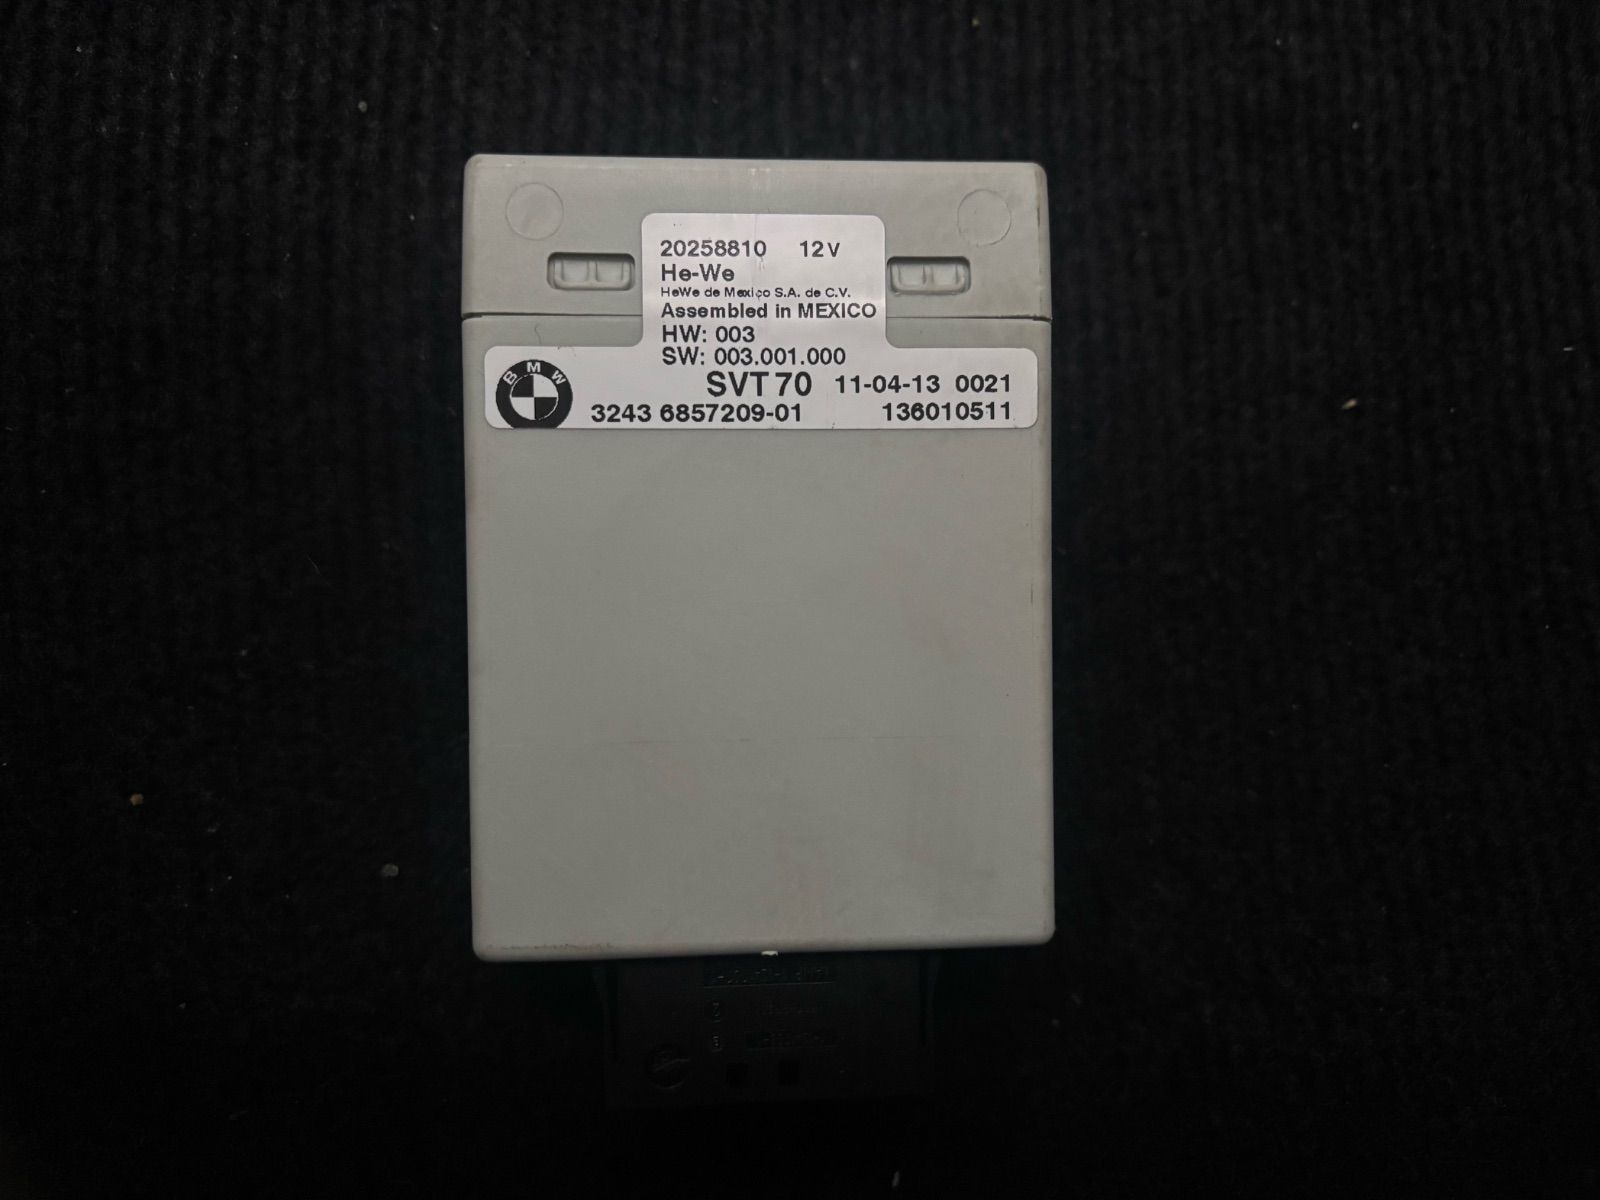 20258810 12V
He-We
HeWe de Mexico S.A. de C.V.
Assembled in MEXICO
HW: 003
SW: 003.001.000
SVT70 11-04-13 0021
BMW
3243 6857209-01 136010511